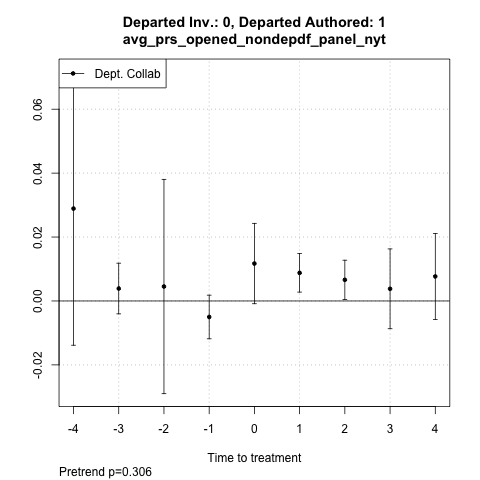 Departed Inv.: 0, Departed Authored: 1
avg_prs_opened_nondepdf_panel_nyt
Dept. Collab
0.06
0.04
0.02
0.00
-0.02
-4 -3 -2 -1 0 1 2 3 4
Time to treatment
Pretrend p=0.306